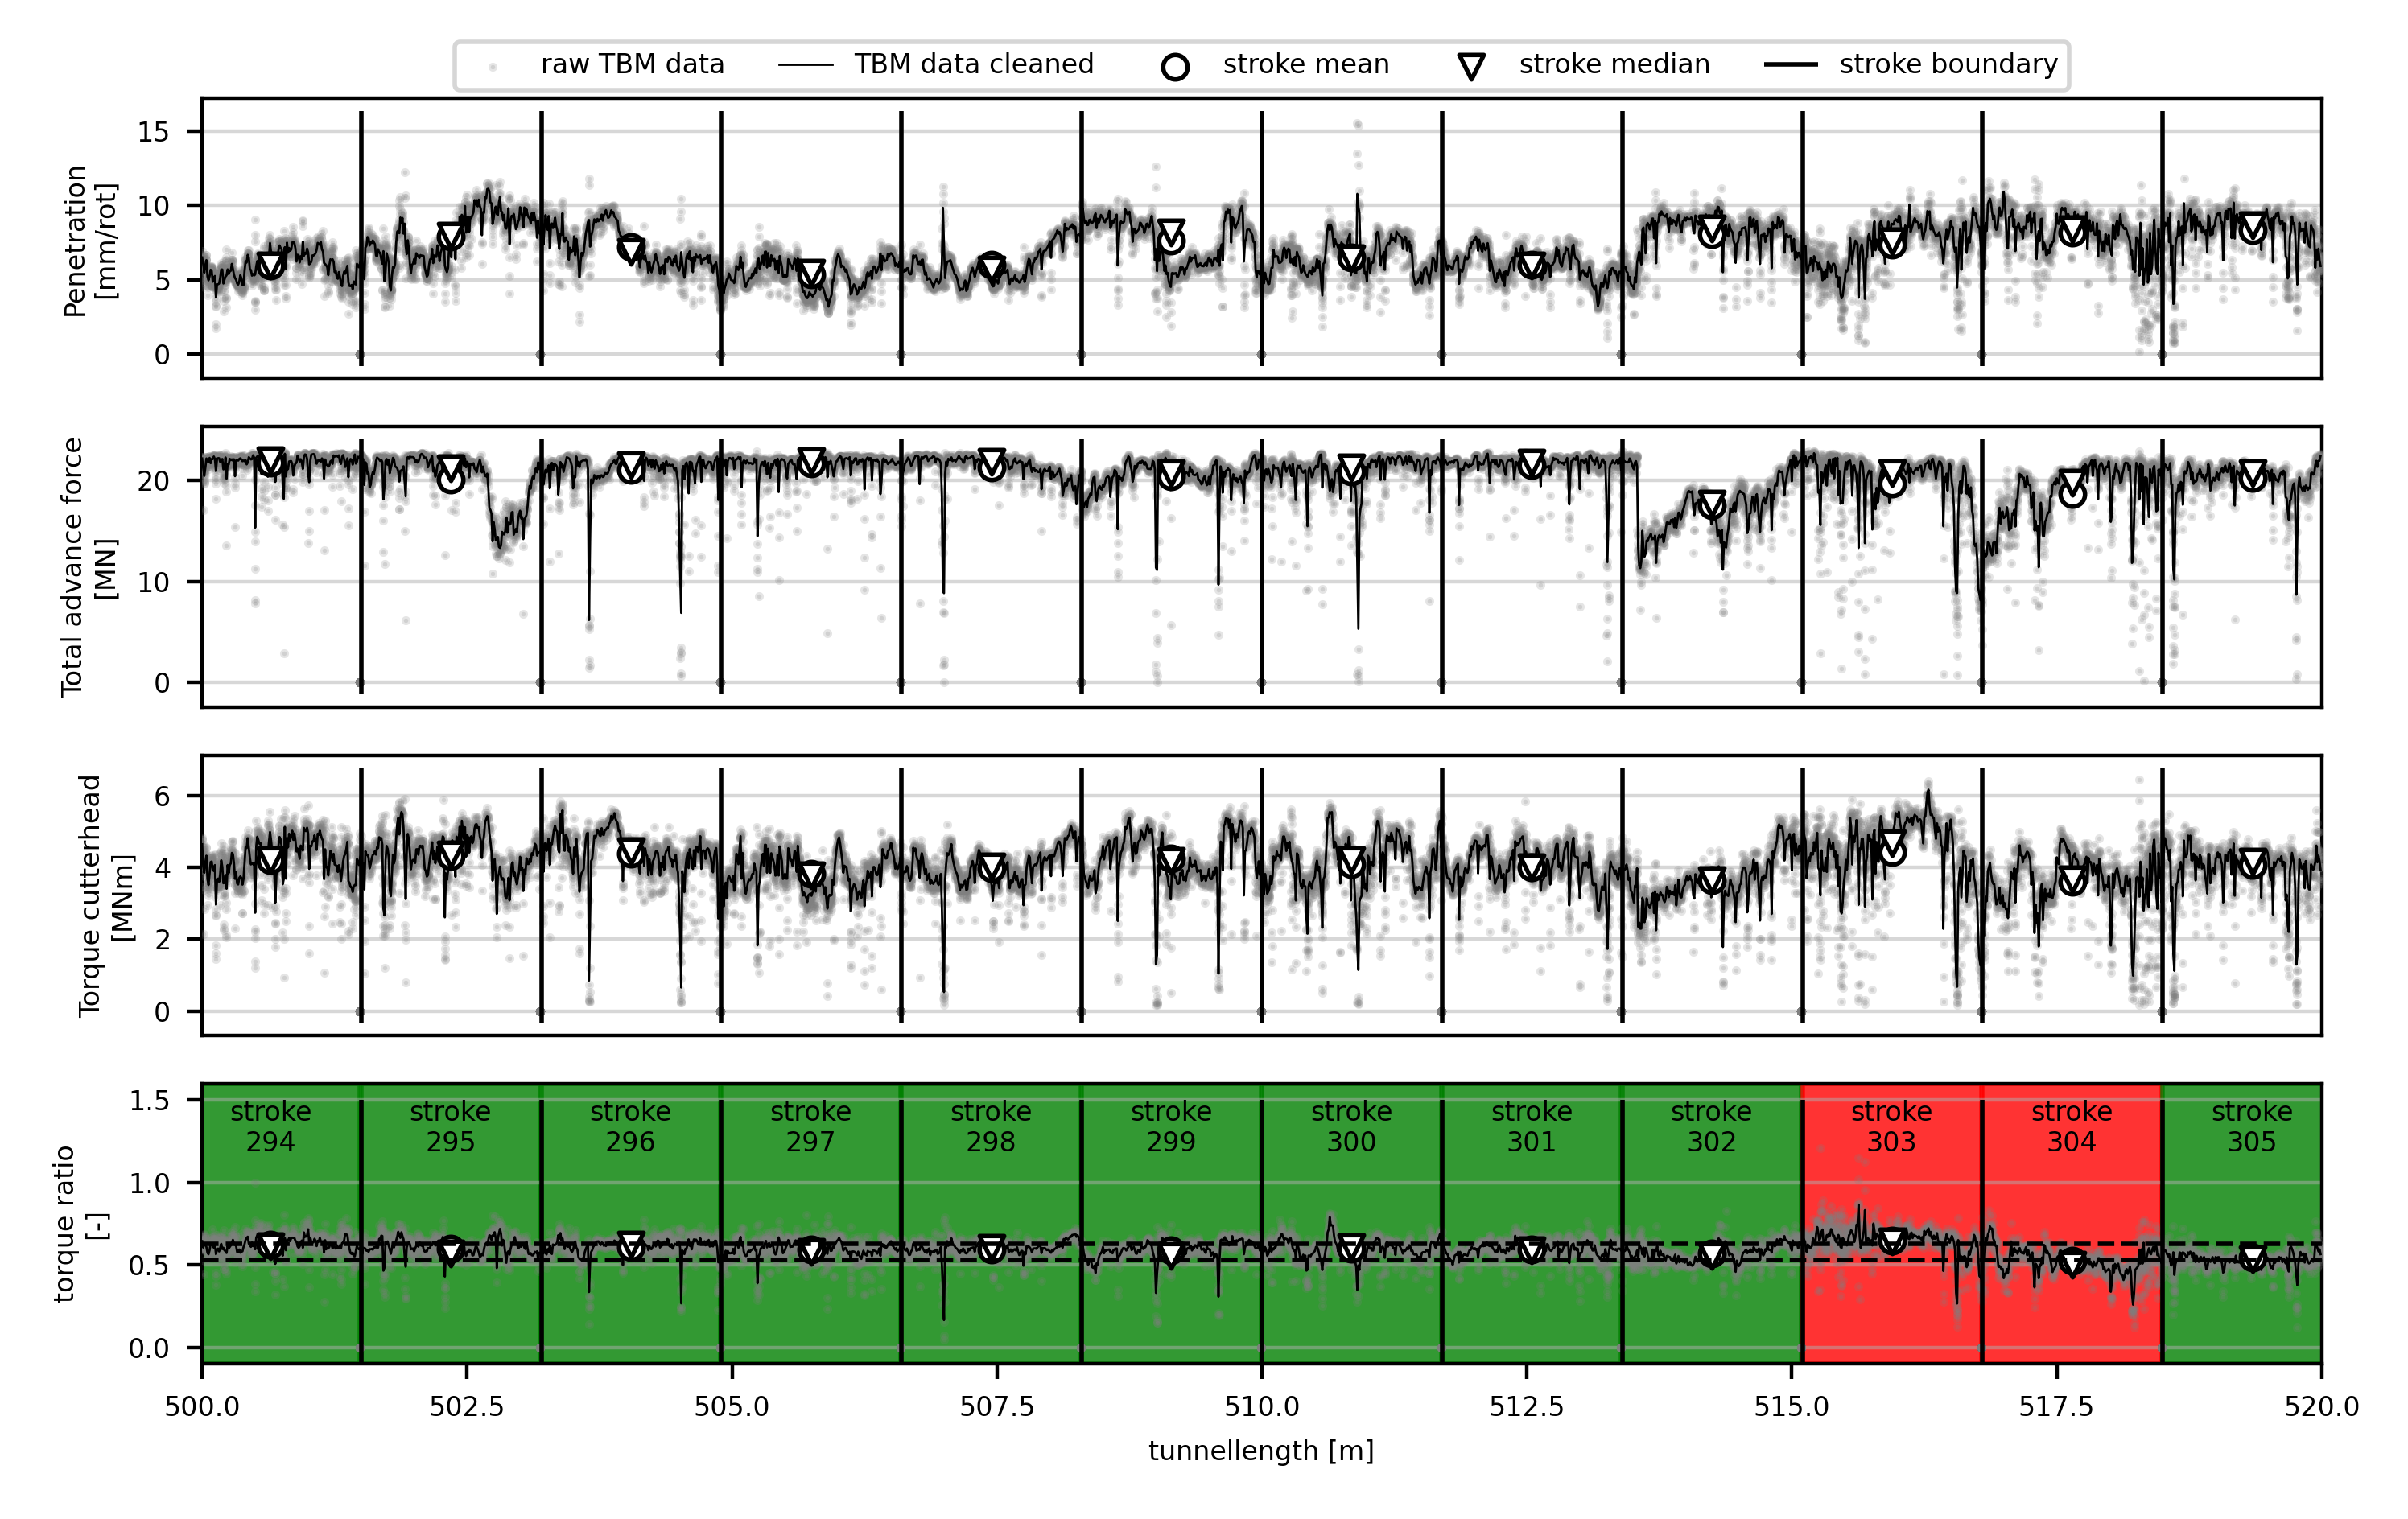 raw TBM data TBM data cleaned stroke mean stroke median stroke boundary
Penetration
[mm/rot]
15
10
5
0
Total advance force
[MN]
20
10
0
Torque cutterhead
[MNm]
6
4
2
0
torque ratio
[-]
1.5
1.0
0.5
0.0
stroke
294
stroke
295
stroke
296
stroke
297
stroke
298
stroke
299
stroke
300
stroke
301
stroke
302
stroke
303
stroke
304
stroke
305
500.0 502.5 505.0 507.5 510.0 512.5 515.0 517.5 520.0
tunnellength [m]